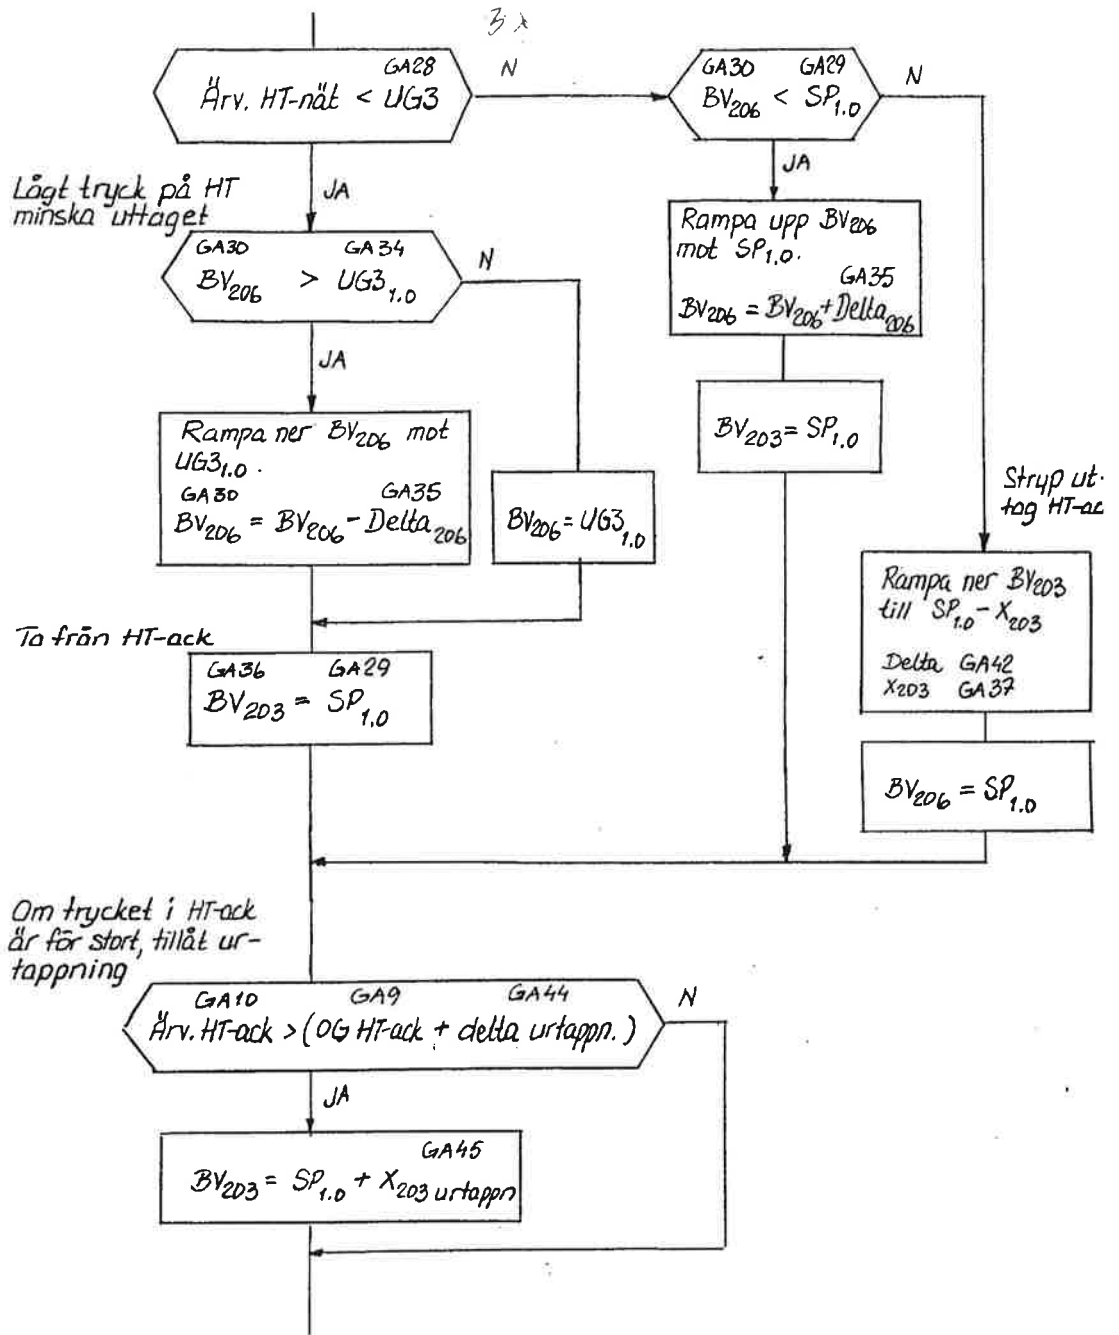 3 x
GA28
Ärv. HT-nät < UG3
N
GA30 GA29
BV206 < SP1.0
N
JA
Lågt tryck på HT
minska uttaget
GA30 GA34
BV206 > UG31.0
N
JA
JA
Rampa upp BV206
mot SP1.0.
GA35
BV206 = BV206 + Delta206
BV203 = SP1.0
Rampa ner BV206 mot
UG31.0.
GA30 GA35
BV206 = BV206 - Delta206
BV206 = UG31.0
Stryp ut-
tag HT-ac
Rampa ner BV203
till SP1.0 - X203
Delta GA42
X203 GA37
BV206 = SP1.0
Ta från HT-ack
GA36 GA29
BV203 = SP1.0
Om trycket i HT-ack
är för stort, tillåt ur-
tappning
GA10 GA9 GA44
Ärv. HT-ack > (ÖG HT-ack + delta urtappn.)
N
JA
GA45
BV203 = SP1.0 + X203 urtappn